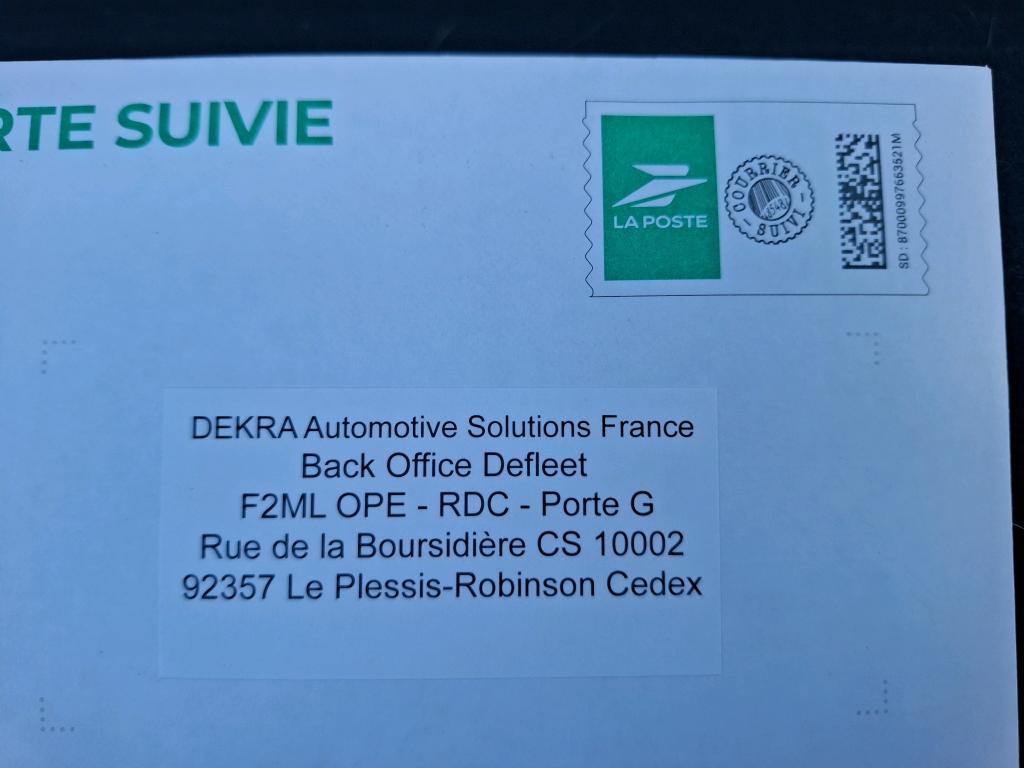 RTE SUIVIE
LA POSTE
COURRIER
SUIVI
SD : 87000997663521M
DEKRA Automotive Solutions France
Back Office Defleet
F2ML OPE - RDC - Porte G
Rue de la Boursidière CS 10002
92357 Le Plessis-Robinson Cedex